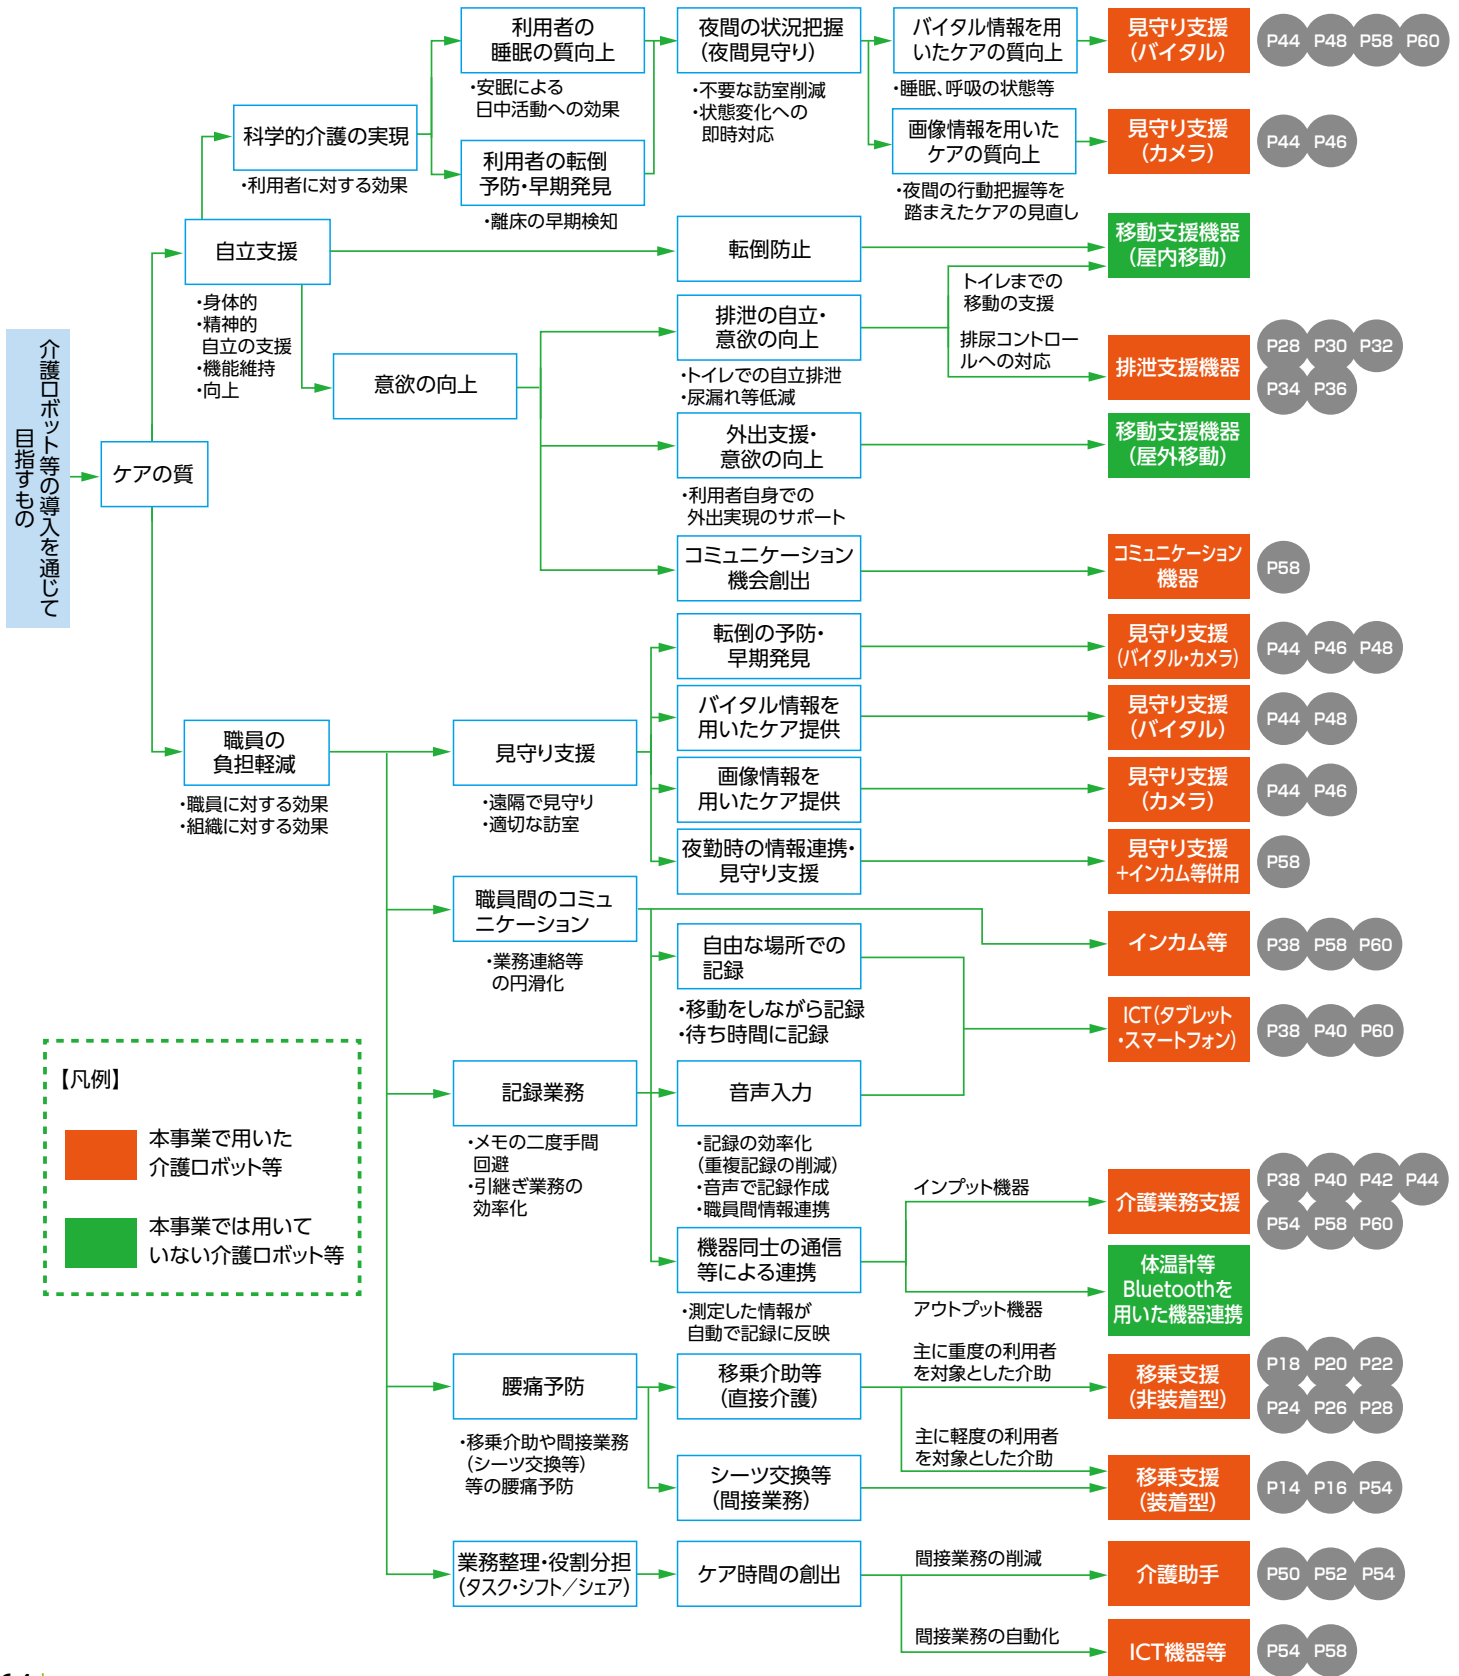 介護ロボット等の導入を通じて
目指すもの
ケアの質
自立支援
・身体的
・精神的
自立の支援
・機能維持
・向上
科学的介護の実現
・利用者に対する効果
利用者の
睡眠の質向上
・安眠による
日中活動への効果
利用者の転倒
予防・早期発見
・離床の早期検知
夜間の状況把握
(夜間見守り)
・不要な訪室削減
・状態変化への
即時対応
バイタル情報を用
いたケアの質向上
・睡眠、呼吸の状態等
見守り支援
(バイタル)
P44 P48 P58 P60
画像情報を用いた
ケアの質向上
・夜間の行動把握等を
踏まえたケアの見直し
見守り支援
(カメラ)
P44 P46
転倒防止
移動支援機器
(屋内移動)
意欲の向上
排泄の自立・
意欲の向上
・トイレでの自立排泄
・尿漏れ等低減
トイレまでの
移動の支援
排尿コントロー
ルへの対応
排泄支援機器
P28 P30 P32
P34 P36
外出支援・
意欲の向上
・利用者自身での
外出実現のサポート
移動支援機器
(屋外移動)
コミュニケーション
機会創出
コミュニケーション
機器
P58
職員の
負担軽減
・職員に対する効果
・組織に対する効果
見守り支援
・遠隔で見守り
・適切な訪室
転倒の予防・
早期発見
見守り支援
(バイタル・カメラ)
P44 P46 P48
バイタル情報を
用いたケア提供
見守り支援
(バイタル)
P44 P48
画像情報を
用いたケア提供
見守り支援
(カメラ)
P44 P46
夜勤時の情報連携・
見守り支援
見守り支援
+インカム等併用
P58
職員間のコミュ
ニケーション
・業務連絡等
の円滑化
インカム等
P38 P58 P60
自由な場所での
記録
・移動をしながら記録
・待ち時間に記録
ICT(タブレット
・スマートフォン)
P38 P40 P60
記録業務
・メモの二度手間
回避
・引継ぎ業務の
効率化
音声入力
・記録の効率化
(重複記録の削減)
・音声で記録作成
・職員間情報連携
機器同士の通信
等による連携
・測定した情報が
自動で記録に反映
インプット機器
介護業務支援
P38 P40 P42 P44
P54 P58 P60
アウトプット機器
体温計等
Bluetoothを
用いた機器連携
腰痛予防
・移乗介助や間接業務
(シーツ交換等)
等の腰痛予防
移乗介助等
(直接介護)
主に重度の利用者
を対象とした介助
移乗支援
(非装着型)
P18 P20 P22
P24 P26 P28
主に軽度の利用者
を対象とした介助
シーツ交換等
(間接業務)
移乗支援
(装着型)
P14 P16 P54
業務整理・役割分担
(タスク・シフト/シェア)
ケア時間の創出
間接業務の削減
介護助手
P50 P52 P54
間接業務の自動化
ICT機器等
P54 P58
【凡例】
本事業で用いた
介護ロボット等
本事業では用いて
いない介護ロボット等